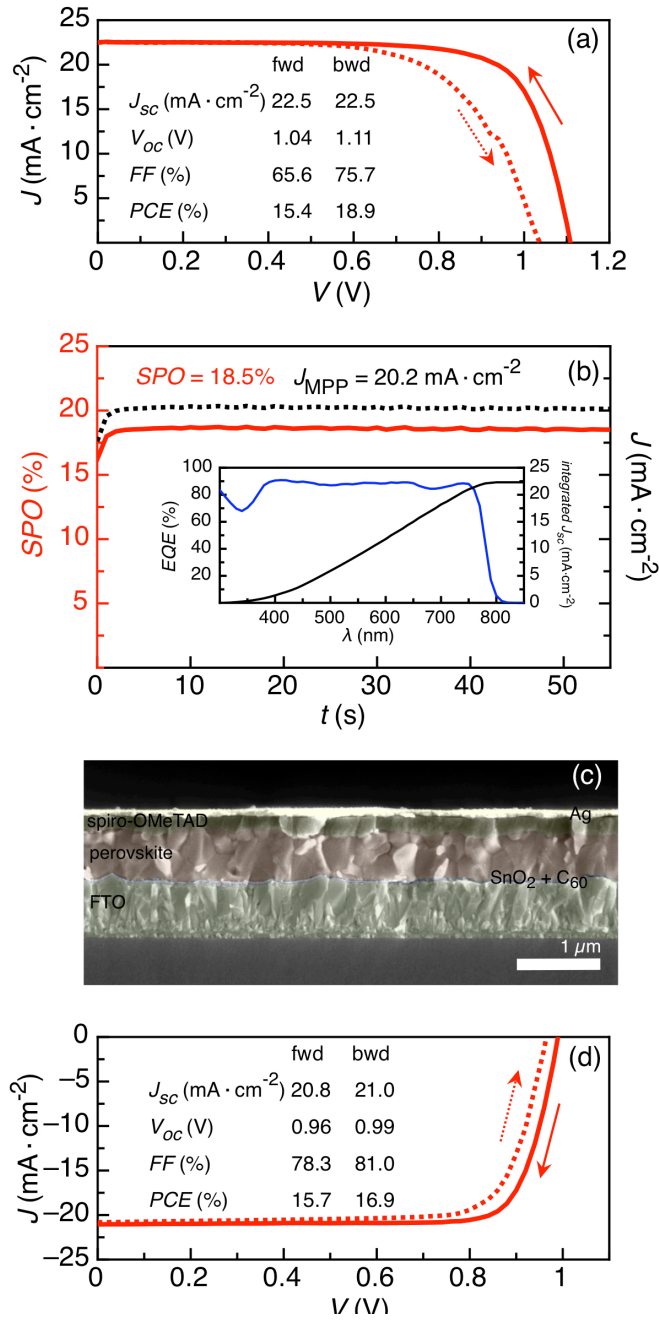 (a)
25
20
15
10
5
J (mA · cm⁻²)
fwd bwd
Jsc (mA · cm⁻²) 22.5 22.5
Voc (V) 1.04 1.11
FF (%) 65.6 75.7
PCE (%) 15.4 18.9
0 0.2 0.4 0.6 0.8 1 1.2
V (V)
(b)
25
20
15
10
5
SPO (%)
SPO = 18.5% JMPP = 20.2 mA · cm⁻²
J (mA · cm⁻²)
100
80
60
40
20
EQE (%)
25
22
19
16
13
9
6
3
0
integrated Jsc (mA·cm⁻²)
400 500 600 700 800
λ (nm)
0 10 20 30 40 50
t (s)
(c)
Ag
spiro-OMeTAD
perovskite
SnO₂ + C₆₀
FTO
1 µm
(d)
0
−5
−10
−15
−20
−25
J (mA · cm⁻²)
fwd bwd
Jsc (mA · cm⁻²) 20.8 21.0
Voc (V) 0.96 0.99
FF (%) 78.3 81.0
PCE (%) 15.7 16.9
0 0.2 0.4 0.6 0.8 1
V (V)